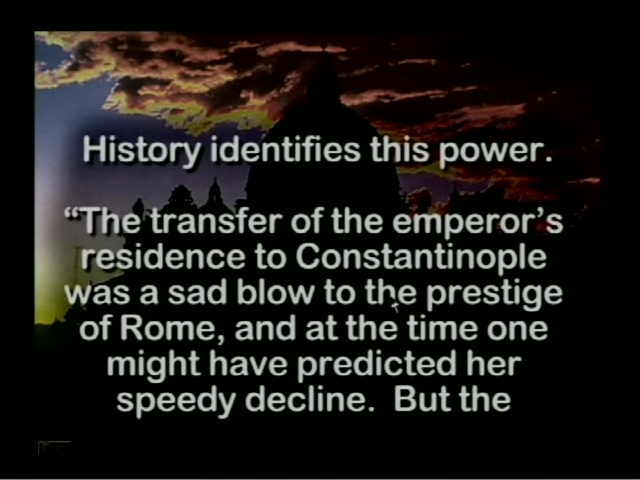 History identifies this power.
“The transfer of the emperor’s
residence to Constantinople
was a sad blow to the prestige
of Rome, and at the time one
might have predicted her
speedy decline.  But the